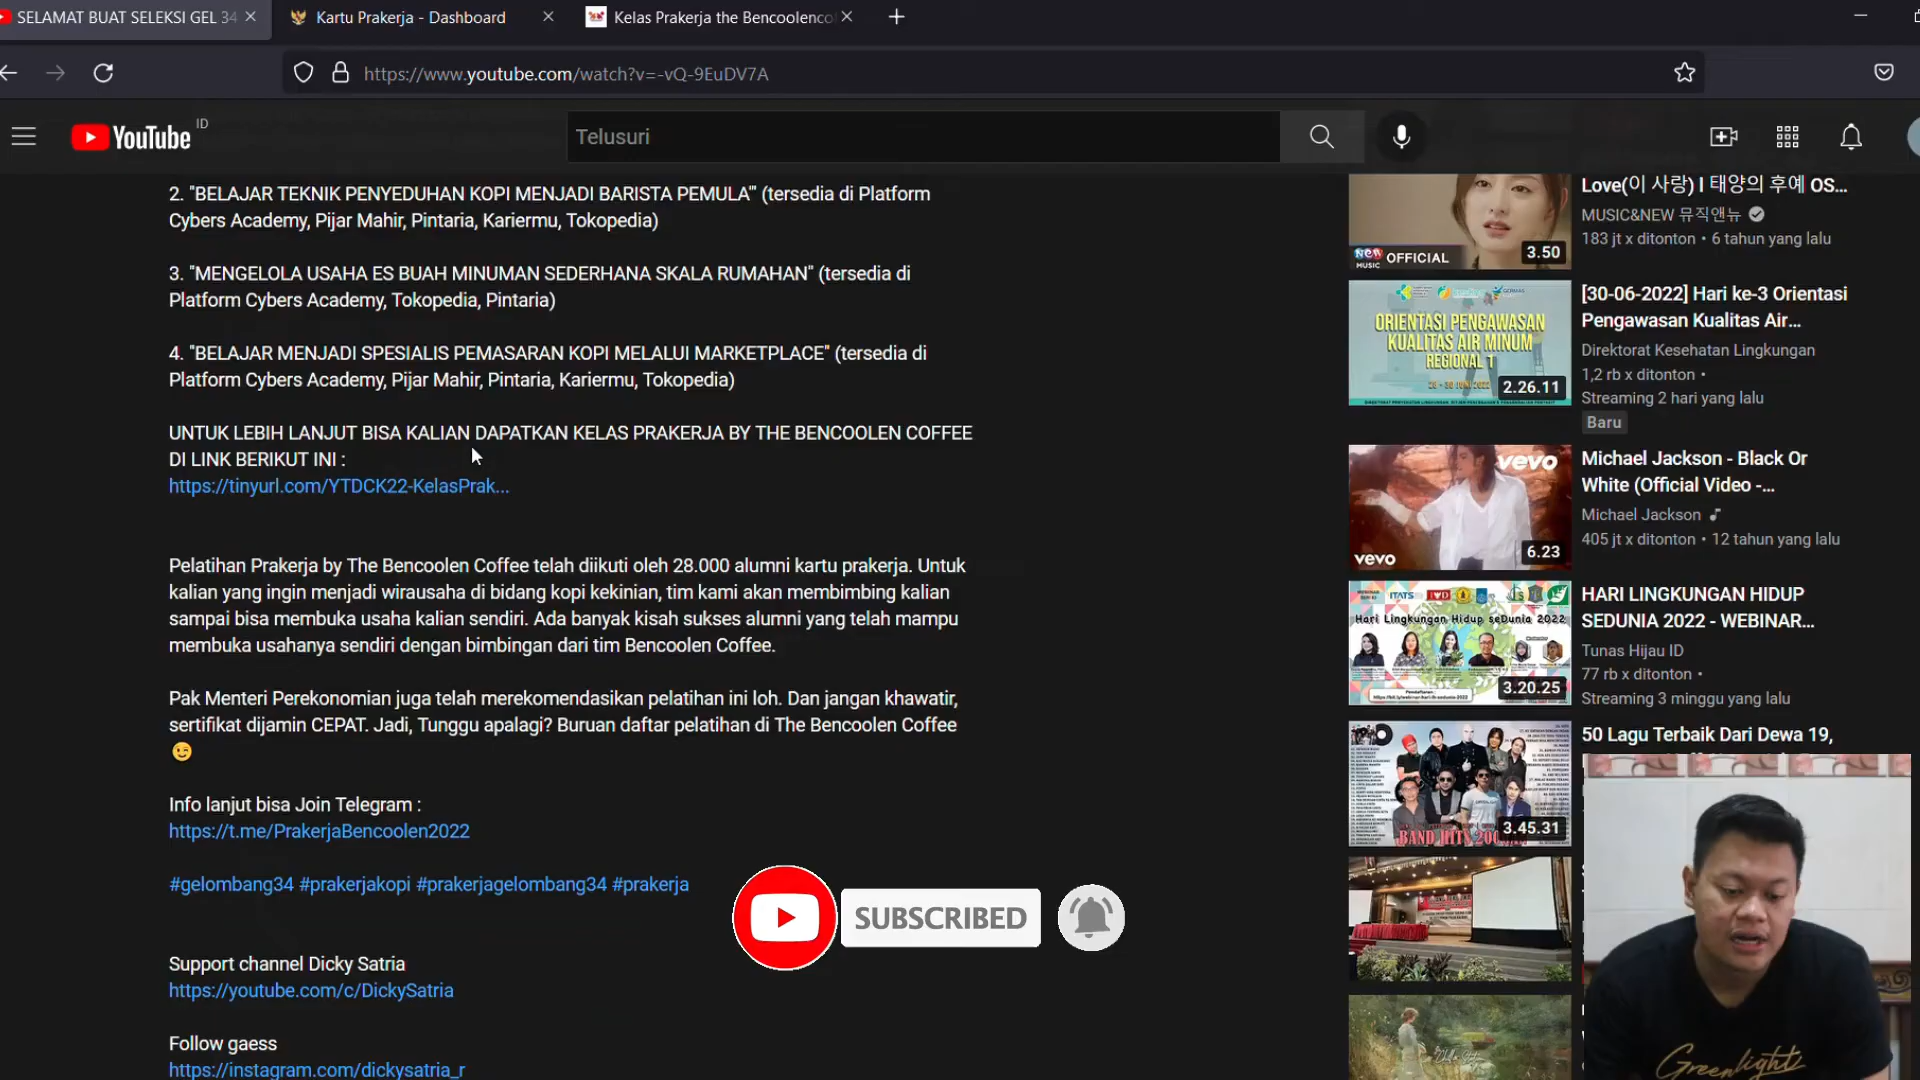 SELAMAT BUAT SELEKSI GEL 34
Kartu Prakerja - Dashboard
Kelas Prakerja the Bencoolenco
https://www.youtube.com/watch?v=-vQ-9EuDV7A
YouTube ID
Telusuri
2. "BELAJAR TEKNIK PENYEDUHAN KOPI MENJADI BARISTA PEMULA'" (tersedia di Platform
Cybers Academy, Pijar Mahir, Pintaria, Kariermu, Tokopedia)
3. "MENGELOLA USAHA ES BUAH MINUMAN SEDERHANA SKALA RUMAHAN" (tersedia di
Platform Cybers Academy, Tokopedia, Pintaria)
4. "BELAJAR MENJADI SPESIALIS PEMASARAN KOPI MELALUI MARKETPLACE" (tersedia di
Platform Cybers Academy, Pijar Mahir, Pintaria, Kariermu, Tokopedia)
UNTUK LEBIH LANJUT BISA KALIAN DAPATKAN KELAS PRAKERJA BY THE BENCOOLEN COFFEE
DI LINK BERIKUT INI :
https://tinyurl.com/YTDCK22-KelasPrak...
Pelatihan Prakerja by The Bencoolen Coffee telah diikuti oleh 28.000 alumni kartu prakerja. Untuk
kalian yang ingin menjadi wirausaha di bidang kopi kekinian, tim kami akan membimbing kalian
sampai bisa membuka usaha kalian sendiri. Ada banyak kisah sukses alumni yang telah mampu
membuka usahanya sendiri dengan bimbingan dari tim Bencoolen Coffee.
Pak Menteri Perekonomian juga telah merekomendasikan pelatihan ini loh. Dan jangan khawatir,
sertifikat dijamin CEPAT. Jadi, Tunggu apalagi? Buruan daftar pelatihan di The Bencoolen Coffee
😉
Info lanjut bisa Join Telegram :
https://t.me/PrakerjaBencoolen2022
#gelombang34 #prakerjakopi #prakerjagelombang34 #prakerja
SUBSCRIBED
Support channel Dicky Satria
https://youtube.com/c/DickySatria
Follow gaess
https://instagram.com/dickysatria_r
NEW MUSIC OFFICIAL
3.50
Love(이 사랑) l 태양의 후예 OS...
MUSIC&NEW 뮤직앤뉴
183 jt x ditonton • 6 tahun yang lalu
ORIENTASI PENGAWASAN
KUALITAS AIR MINUM
REGIONAL 1
2.26.11
[30-06-2022] Hari ke-3 Orientasi
Pengawasan Kualitas Air...
Direktorat Kesehatan Lingkungan
1,2 rb x ditonton •
Streaming 2 hari yang lalu
Baru
vevo
vevo
6.23
Michael Jackson - Black Or
White (Official Video -...
Michael Jackson
405 jt x ditonton • 12 tahun yang lalu
ITATS
Hari Lingkungan Hidup seDunia 2022
3.20.25
HARI LINGKUNGAN HIDUP
SEDUNIA 2022 - WEBINAR...
Tunas Hijau ID
77 rb x ditonton •
Streaming 3 minggu yang lalu
BAND HITS 2000
3.45.31
50 Lagu Terbaik Dari Dewa 19,
Greenlight